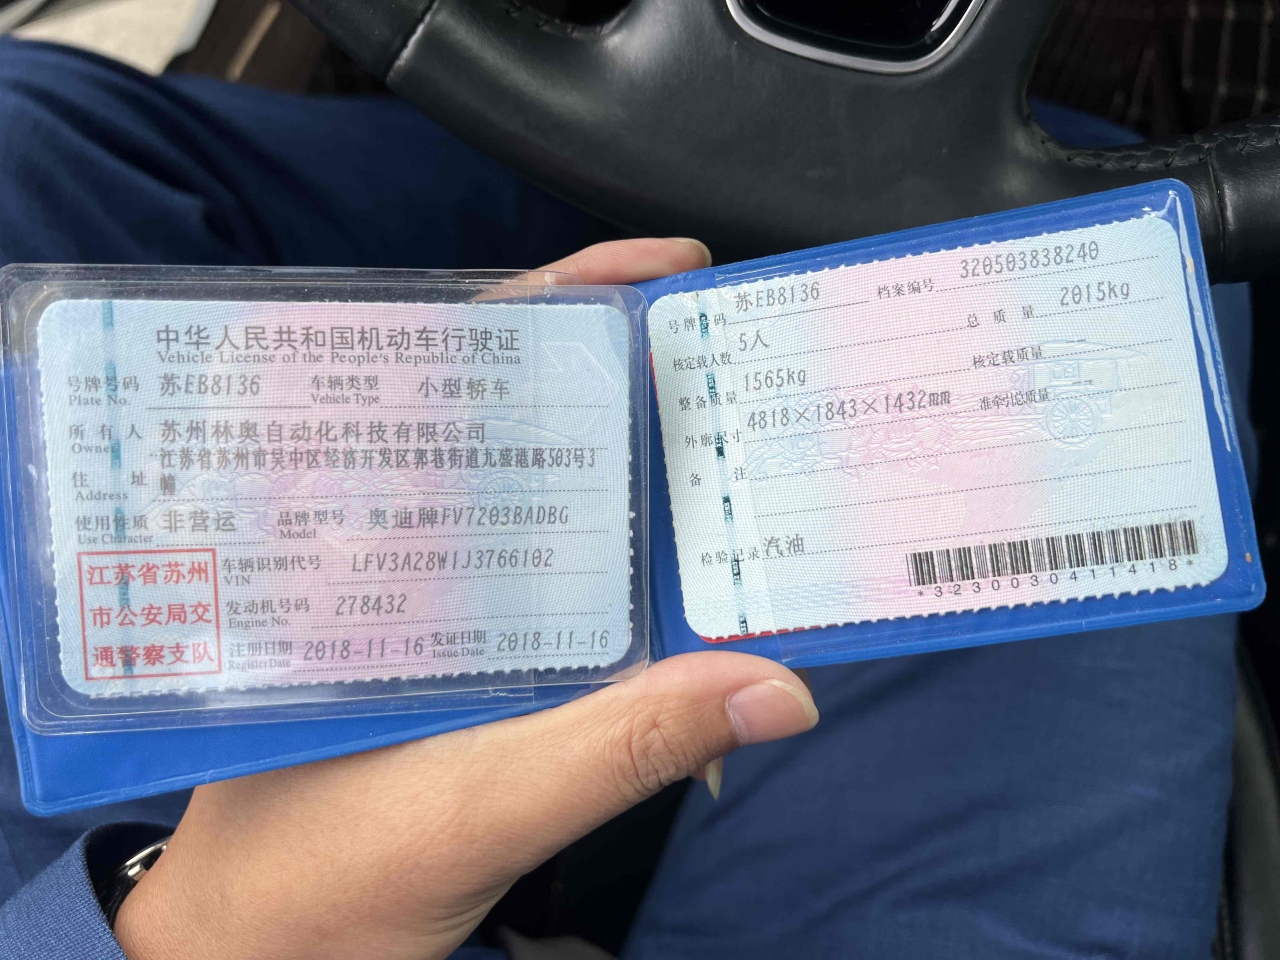 中华人民共和国机动车行驶证
Vehicle License of the People's Republic of China
号牌号码 苏EB8136 车辆类型 小型轿车
Plate No. Vehicle Type
所有人 苏州林奥自动化科技有限公司
Owner
住址 江苏省苏州市吴中区经济开发区郭巷街道尢盛港路503号3
幢
Address
使用性质 非营运 品牌型号 奥迪牌FV7203BADBG
Use Character Model
江苏省苏州
市公安局交
通警察支队
车辆识别代号 LFV3A28W1J3766102
VIN
发动机号码 278432
Engine No.
注册日期 2018-11-16 发证日期 2018-11-16
Register Date Issue Date
号牌号码 苏EB8136 档案编号 320503838240
核定载人数 5人 总质量 2015kg
整备质量 1565kg 核定载质量
外廓尺寸 4818×1843×1432mm 准牵引总质量
备注
检验记录 汽油
*3230030411418*